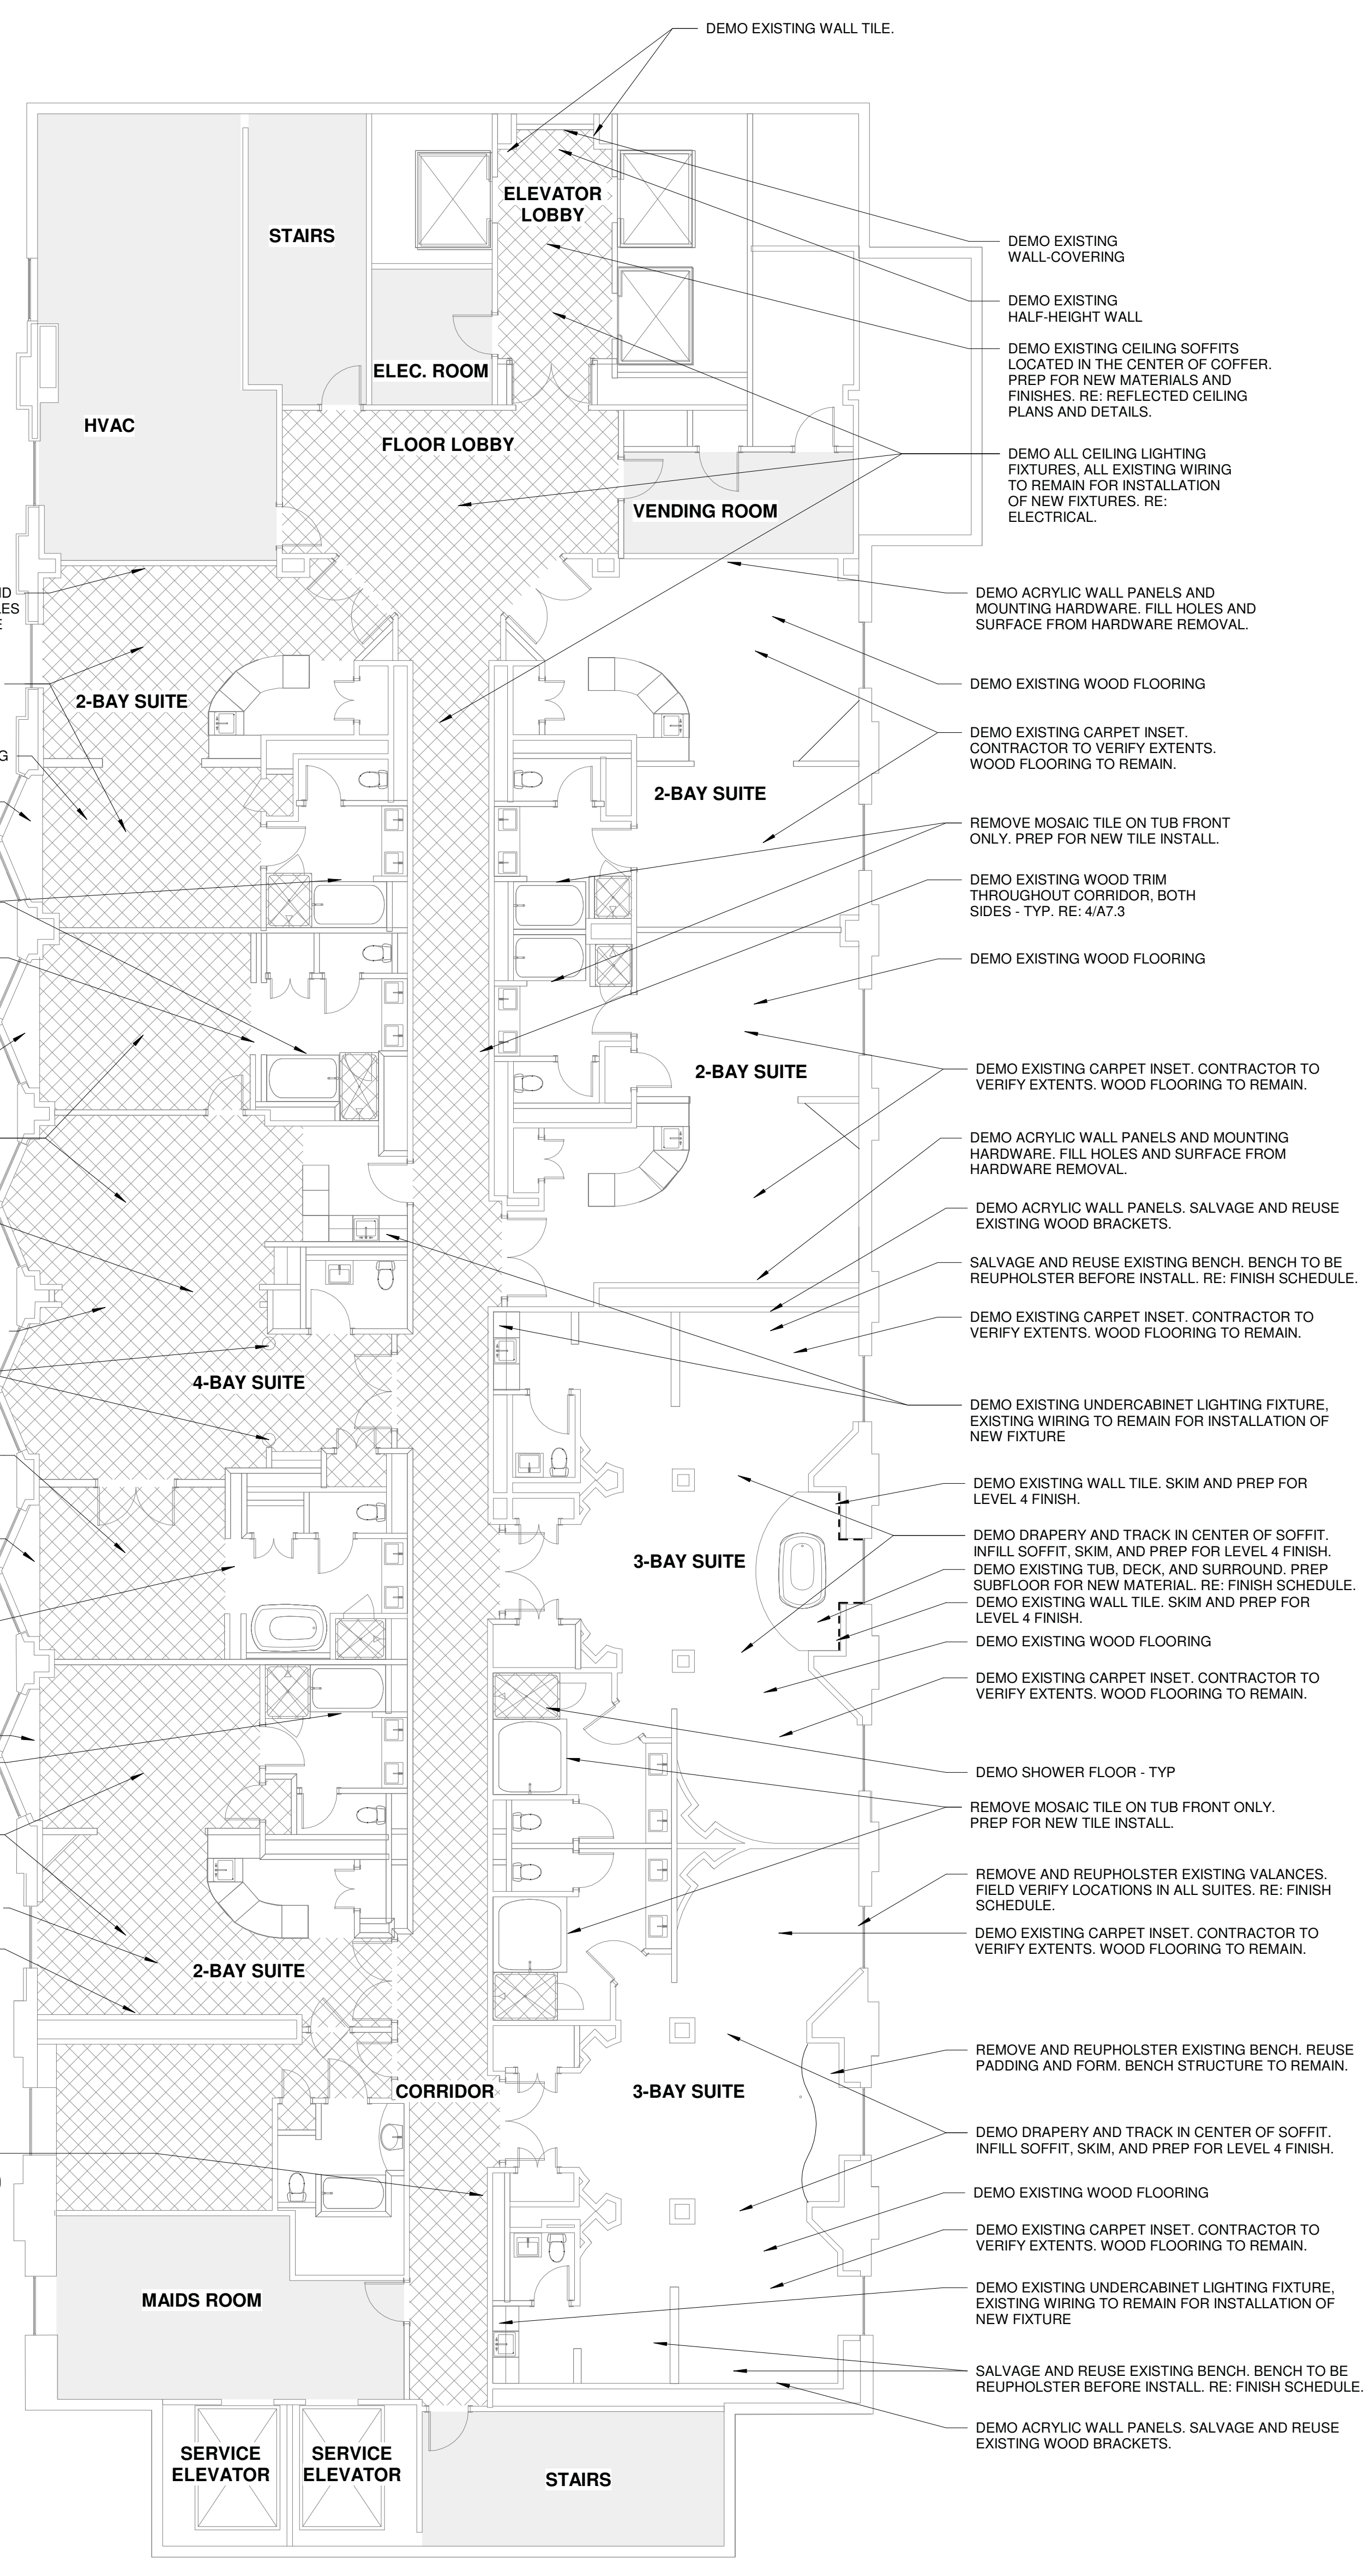 DEMO EXISTING WALL TILE.
ELEVATOR
LOBBY
STAIRS
DEMO EXISTING
WALL-COVERING
DEMO EXISTING
HALF-HEIGHT WALL
DEMO EXISTING CEILING SOFFITS
LOCATED IN THE CENTER OF COFFER.
PREP FOR NEW MATERIALS AND
FINISHES. RE: REFLECTED CEILING
PLANS AND DETAILS.
ELEC. ROOM
HVAC
FLOOR LOBBY
DEMO ALL CEILING LIGHTING
FIXTURES, ALL EXISTING WIRING
TO REMAIN FOR INSTALLATION
OF NEW FIXTURES. RE:
ELECTRICAL.
VENDING ROOM
DEMO ACRYLIC WALL PANELS AND
MOUNTING HARDWARE. FILL HOLES AND
SURFACE FROM HARDWARE REMOVAL.
DEMO EXISTING WOOD FLOORING
2-BAY SUITE
DEMO EXISTING CARPET INSET.
CONTRACTOR TO VERIFY EXTENTS.
WOOD FLOORING TO REMAIN.
2-BAY SUITE
REMOVE MOSAIC TILE ON TUB FRONT
ONLY. PREP FOR NEW TILE INSTALL.
DEMO EXISTING WOOD TRIM
THROUGHOUT CORRIDOR, BOTH
SIDES - TYP. RE: 4/A7.3
DEMO EXISTING WOOD FLOORING
2-BAY SUITE
DEMO EXISTING CARPET INSET. CONTRACTOR TO
VERIFY EXTENTS. WOOD FLOORING TO REMAIN.
DEMO ACRYLIC WALL PANELS AND MOUNTING
HARDWARE. FILL HOLES AND SURFACE FROM
HARDWARE REMOVAL.
DEMO ACRYLIC WALL PANELS. SALVAGE AND REUSE
EXISTING WOOD BRACKETS.
SALVAGE AND REUSE EXISTING BENCH. BENCH TO BE
REUPHOLSTER BEFORE INSTALL. RE: FINISH SCHEDULE.
DEMO EXISTING CARPET INSET. CONTRACTOR TO
VERIFY EXTENTS. WOOD FLOORING TO REMAIN.
4-BAY SUITE
DEMO EXISTING UNDERCABINET LIGHTING FIXTURE,
EXISTING WIRING TO REMAIN FOR INSTALLATION OF
NEW FIXTURE
DEMO EXISTING WALL TILE. SKIM AND PREP FOR
LEVEL 4 FINISH.
3-BAY SUITE
DEMO DRAPERY AND TRACK IN CENTER OF SOFFIT.
INFILL SOFFIT, SKIM, AND PREP FOR LEVEL 4 FINISH.
DEMO EXISTING TUB, DECK, AND SURROUND. PREP
SUBFLOOR FOR NEW MATERIAL. RE: FINISH SCHEDULE.
DEMO EXISTING WALL TILE. SKIM AND PREP FOR
LEVEL 4 FINISH.
DEMO EXISTING WOOD FLOORING
DEMO EXISTING CARPET INSET. CONTRACTOR TO
VERIFY EXTENTS. WOOD FLOORING TO REMAIN.
DEMO SHOWER FLOOR - TYP
REMOVE MOSAIC TILE ON TUB FRONT ONLY.
PREP FOR NEW TILE INSTALL.
REMOVE AND REUPHOLSTER EXISTING VALANCES.
FIELD VERIFY LOCATIONS IN ALL SUITES. RE: FINISH
SCHEDULE.
DEMO EXISTING CARPET INSET. CONTRACTOR TO
VERIFY EXTENTS. WOOD FLOORING TO REMAIN.
2-BAY SUITE
REMOVE AND REUPHOLSTER EXISTING BENCH. REUSE
PADDING AND FORM. BENCH STRUCTURE TO REMAIN.
CORRIDOR
3-BAY SUITE
DEMO DRAPERY AND TRACK IN CENTER OF SOFFIT.
INFILL SOFFIT, SKIM, AND PREP FOR LEVEL 4 FINISH.
DEMO EXISTING WOOD FLOORING
DEMO EXISTING CARPET INSET. CONTRACTOR TO
VERIFY EXTENTS. WOOD FLOORING TO REMAIN.
MAIDS ROOM
DEMO EXISTING UNDERCABINET LIGHTING FIXTURE,
EXISTING WIRING TO REMAIN FOR INSTALLATION OF
NEW FIXTURE
SALVAGE AND REUSE EXISTING BENCH. BENCH TO BE
REUPHOLSTER BEFORE INSTALL. RE: FINISH SCHEDULE.
DEMO ACRYLIC WALL PANELS. SALVAGE AND REUSE
EXISTING WOOD BRACKETS.
SERVICE
ELEVATOR
SERVICE
ELEVATOR
STAIRS